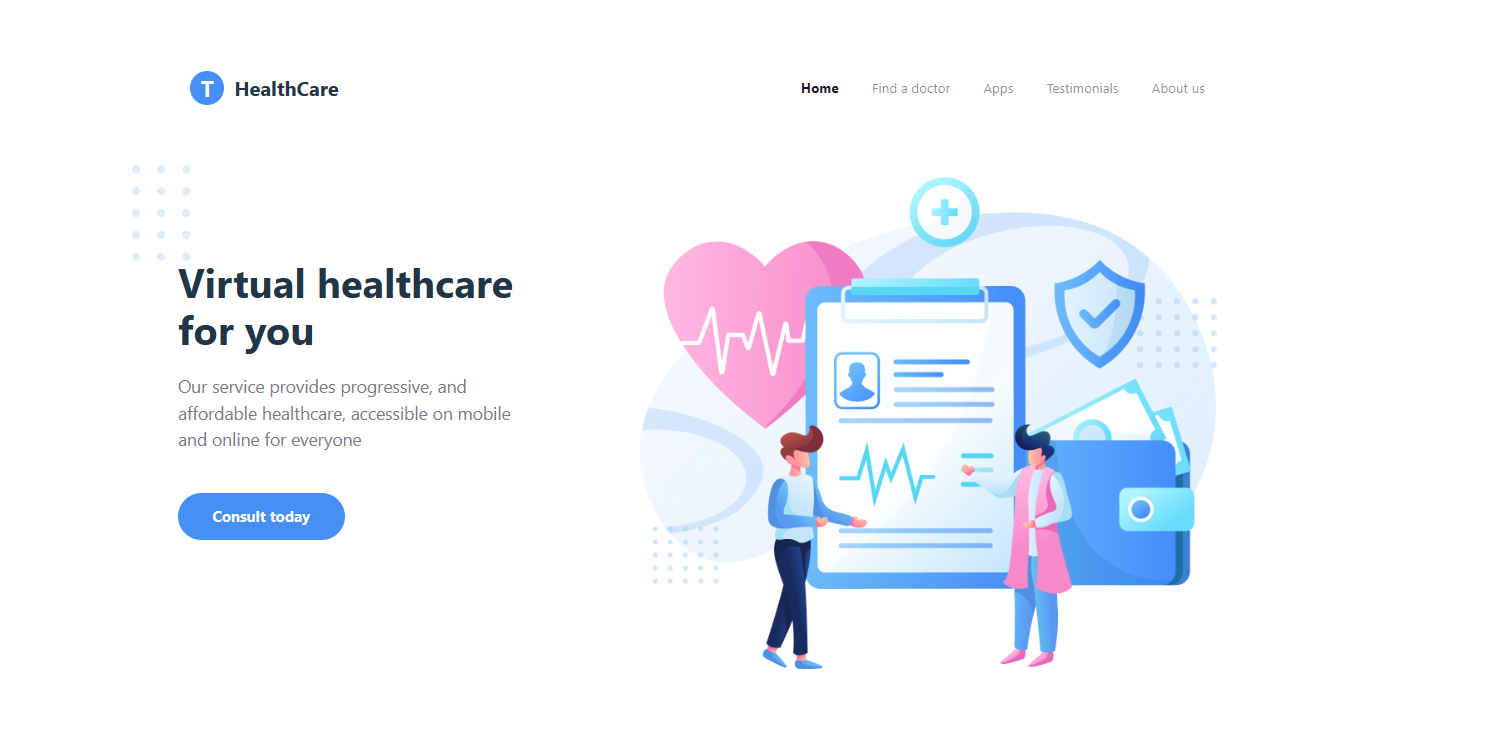 T HealthCare
Home Find a doctor Apps Testimonials About us
Virtual healthcare
for you
Our service provides progressive, and
affordable healthcare, accessible on mobile
and online for everyone
Consult today